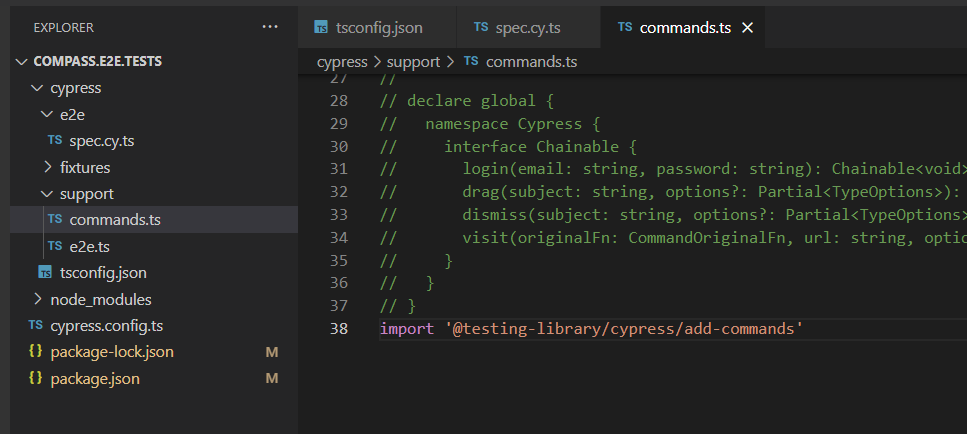 EXPLORER ...
COMPASS.E2E.TESTS
cypress
e2e
TS spec.cy.ts
fixtures
support
TS commands.ts
TS e2e.ts
TS tsconfig.json
node_modules
TS cypress.config.ts
{} package-lock.json M
{} package.json M
TS tsconfig.json TS spec.cy.ts TS commands.ts ×
cypress > support > TS commands.ts
27 //
28 // declare global {
29 //   namespace Cypress {
30 //     interface Chainable {
31 //       login(email: string, password: string): Chainable<void>
32 //       drag(subject: string, options?: Partial<TypeOptions>):
33 //       dismiss(subject: string, options?: Partial<TypeOptions>
34 //       visit(originalFn: CommandOriginalFn, url: string, optio
35 //     }
36 //   }
37 // }
38 import '@testing-library/cypress/add-commands'